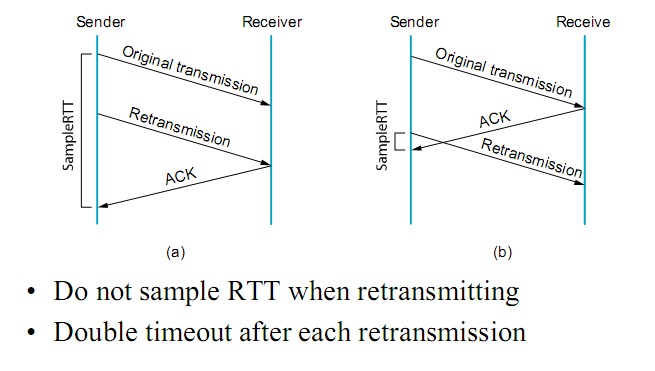 Sender Receiver Sender Receive
Original transmission
Retransmission
ACK
SampleRTT
(a)
Original transmission
ACK
Retransmission
SampleRTT
(b)
• Do not sample RTT when retransmitting
• Double timeout after each retransmission